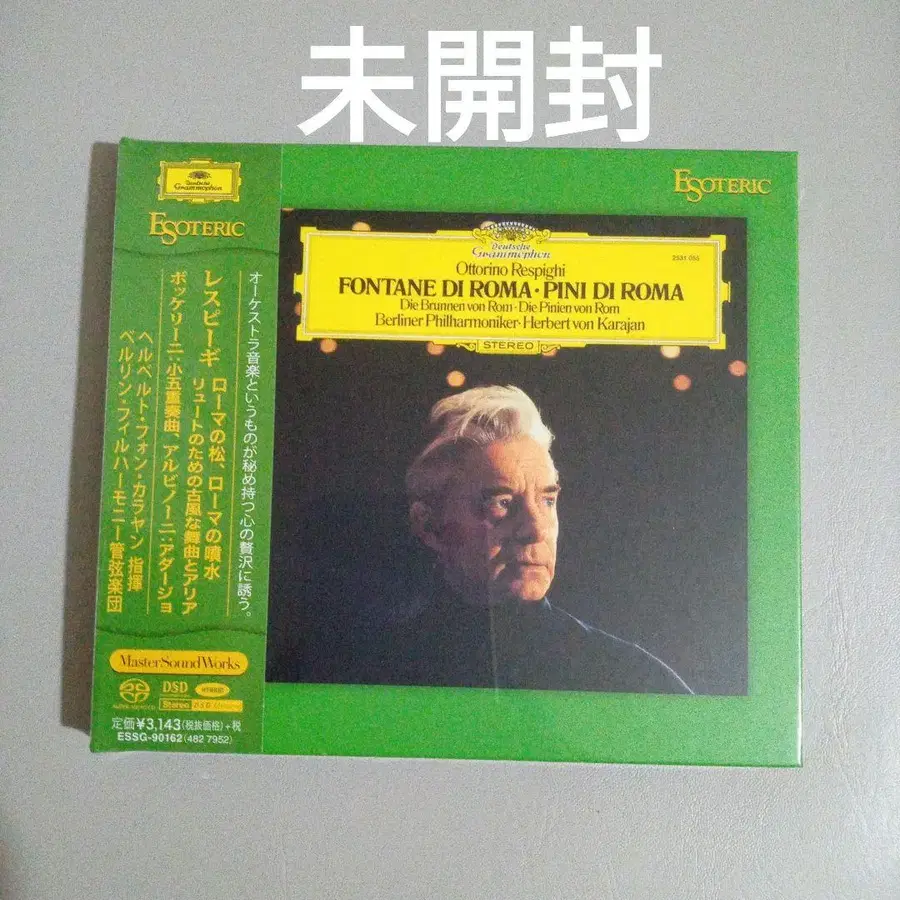 未開封
Deutsche
Grammophon
ESOTERIC
オーケストラ音楽というものが秘め持つ心の贅沢に誘う。
レスピーギ ローマの松、ローマの噴水
リュートのための古風な舞曲とアリア
ボッケリーニ:小五重奏曲、アルビノーニ:アダージョ
ヘルベルト・フォン・カラヤン 指揮
ベルリン・フィルハーモニー管弦楽団
MasterSoundWorks
DSD
HYBRID
Stereo
定価¥3,143(税抜価格)+税
ESSG-90162(482 7952)
ESOTERIC
Deutsche
Grammophon
2531 055
Ottorino Respighi
FONTANE DI ROMA・PINI DI ROMA
Die Brunnen von Rom・Die Pinien von Rom
Berliner Philharmoniker・Herbert von Karajan
STEREO